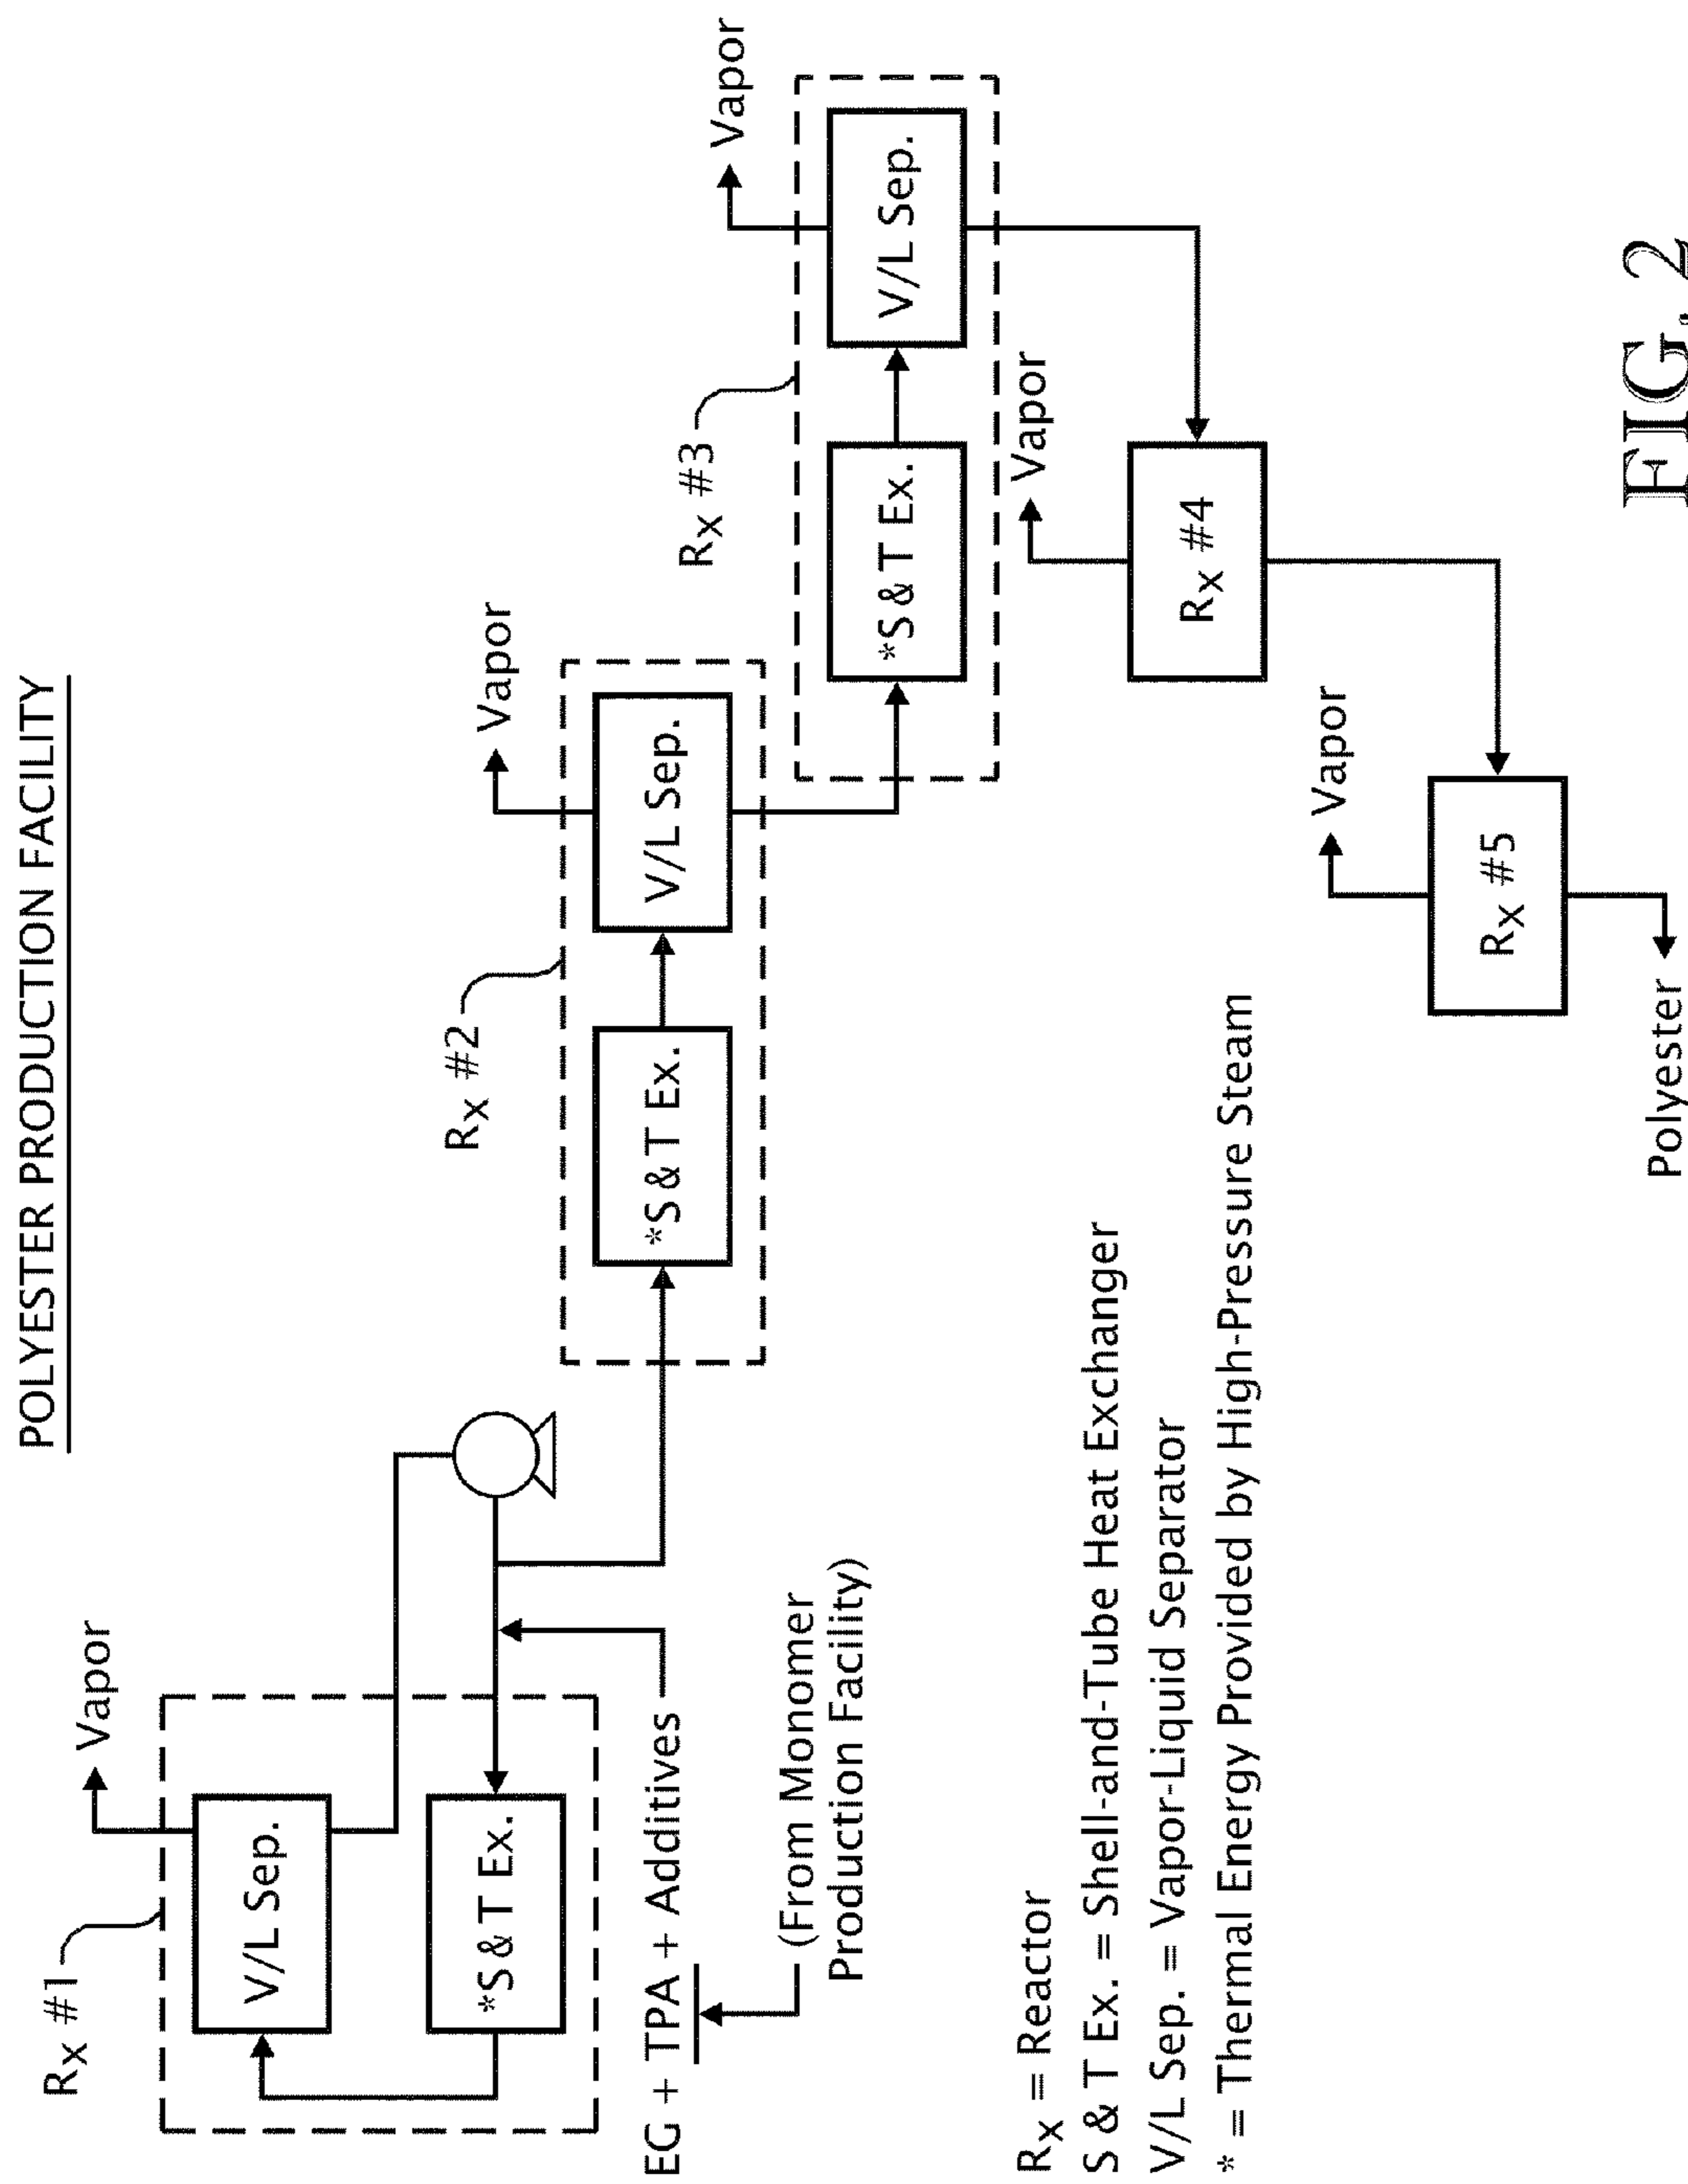 POLYESTER PRODUCTION FACILITY
Rx #1
Vapor
V/L Sep.
*S & T Ex.
EG + TPA + Additives
(From Monomer
Production Facility)
Rx #2
Vapor
*S & T Ex.
V/L Sep.
Rx #3
Vapor
*S & T Ex.
V/L Sep.
Vapor
Rx #4
Vapor
Rx #5
Polyester
Rx = Reactor
S & T Ex. = Shell-and-Tube Heat Exchanger
V/L Sep. = Vapor-Liquid Separator
* = Thermal Energy Provided by High-Pressure Steam
FIG. 2